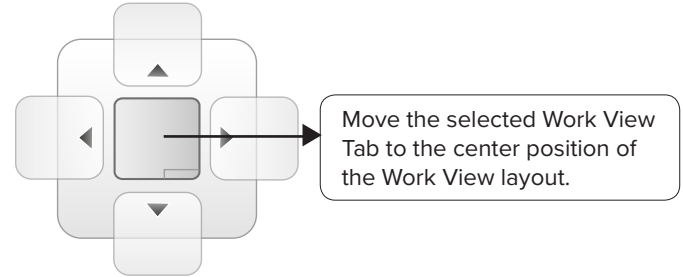 Move the selected Work View
Tab to the center position of
the Work View layout.